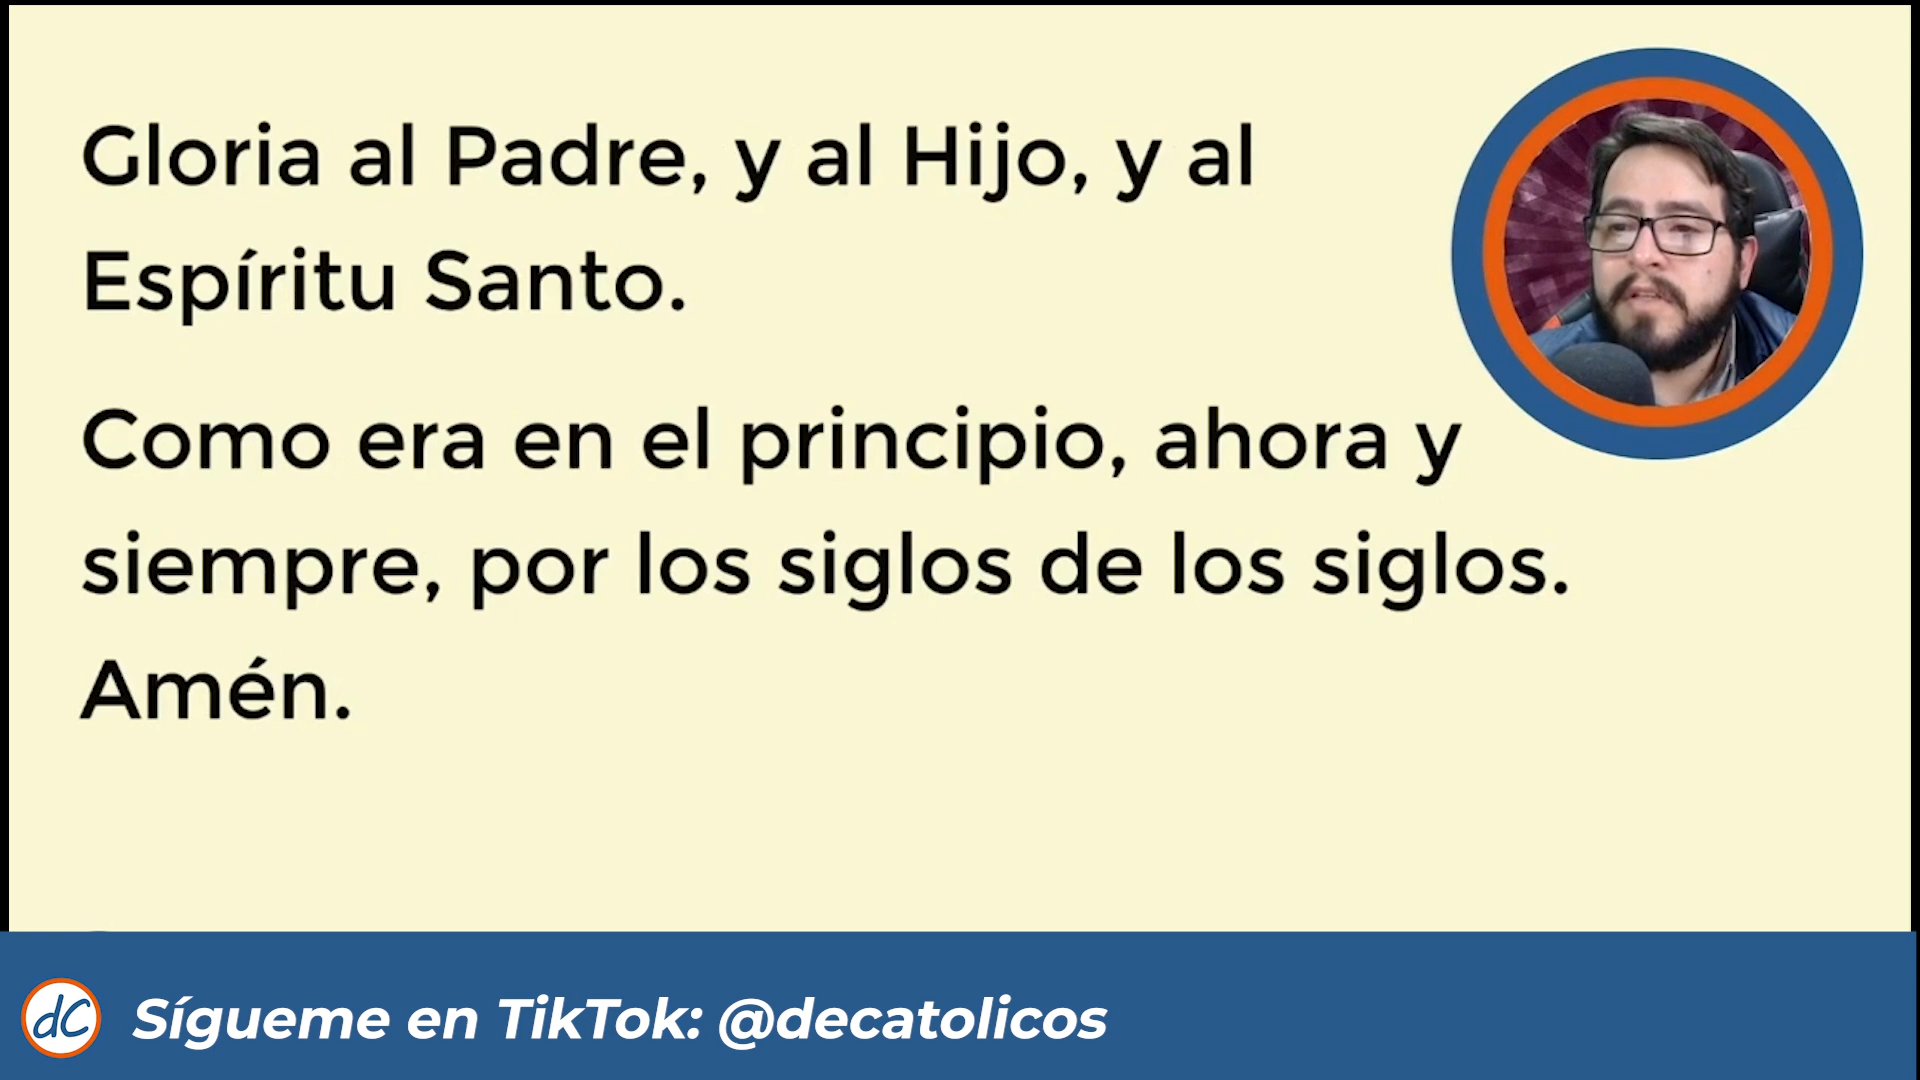 Gloria al Padre, y al Hijo, y al
Espíritu Santo.
Como era en el principio, ahora y
siempre, por los siglos de los siglos.
Amén.
dC Sígueme en TikTok: @decatolicos